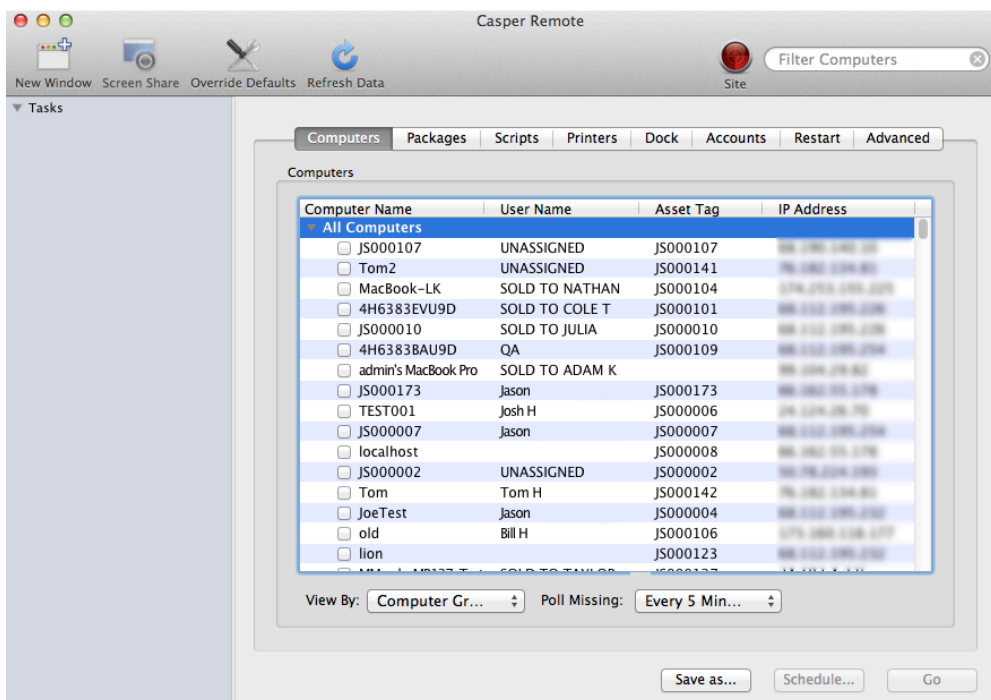 Casper Remote
New Window Screen Share Override Defaults Refresh Data Site Filter Computers
Tasks
Computers Packages Scripts Printers Dock Accounts Restart Advanced
Computers
Computer Name User Name Asset Tag IP Address
All Computers
JS000107 UNASSIGNED JS000107
Tom2 UNASSIGNED JS000141
MacBook-LK SOLD TO NATHAN JS000104
4H6383EVU9D SOLD TO COLE T JS000101
JS000010 SOLD TO JULIA JS000010
4H6383BAU9D QA JS000109
admin's MacBook Pro SOLD TO ADAM K
JS000173 Jason JS000173
TEST001 Josh H JS000006
JS000007 Jason JS000007
localhost JS000008
JS000002 UNASSIGNED JS000002
Tom Tom H JS000142
JoeTest Jason JS000004
old Bill H JS000106
lion JS000123
View By: Computer Gr... Poll Missing: Every 5 Min...
Save as... Schedule... Go